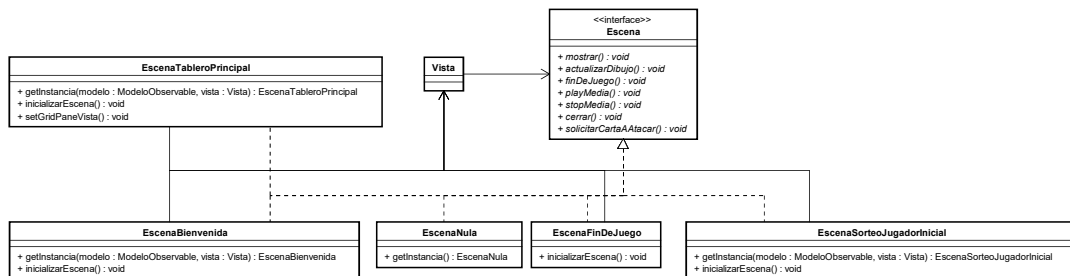 <<interface>>
Escena
+ mostrar() : void
+ actualizarDibujo() : void
+ finDeJuego() : void
+ playMedia() : void
+ stopMedia() : void
+ cerrar() : void
+ solicitarCartaAAtacar() : void
EscenaTableroPrincipal
+ getInstancia(modelo : ModeloObservable, vista : Vista) : EscenaTableroPrincipal
+ inicializarEscena() : void
+ setGridPaneVista() : void
Vista
EscenaBienvenida
+ getInstancia(modelo : ModeloObservable, vista : Vista) : EscenaBienvenida
+ inicializarEscena() : void
EscenaNula
+ getInstancia() : EscenaNula
EscenaFinDeJuego
+ inicializarEscena() : void
EscenaSorteoJugadorInicial
+ getInstancia(modelo : ModeloObservable, vista : Vista) : EscenaSorteoJugadorInicial
+ inicializarEscena() : void